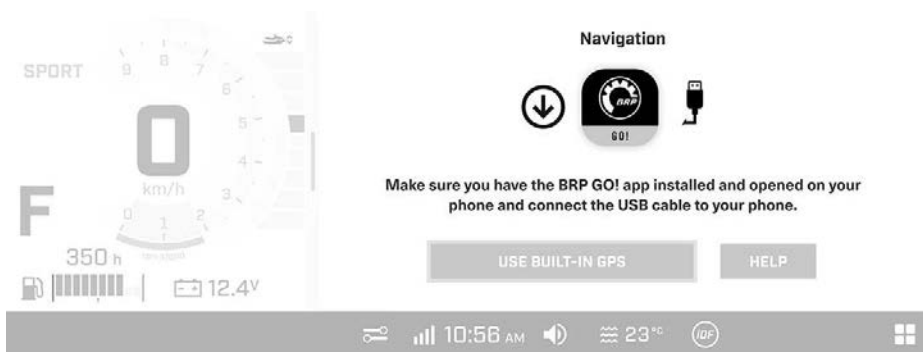 Navigation
SPORT
9 8 7
6
5
4
3
0 1 2
0
km/h
F
350 h
12.4V
BRP
GO!
Make sure you have the BRP GO! app installed and opened on your
phone and connect the USB cable to your phone.
USE BUILT-IN GPS
HELP
10:56 AM
23°C
iDF